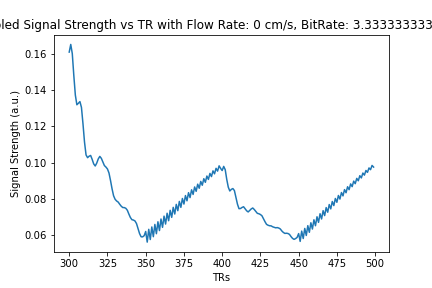 led Signal Strength vs TR with Flow Rate: 0 cm/s, BitRate: 3.333333333
0.16
0.14
0.12
0.10
0.08
0.06
Signal Strength (a.u.)
300 325 350 375 400 425 450 475 500
TRs